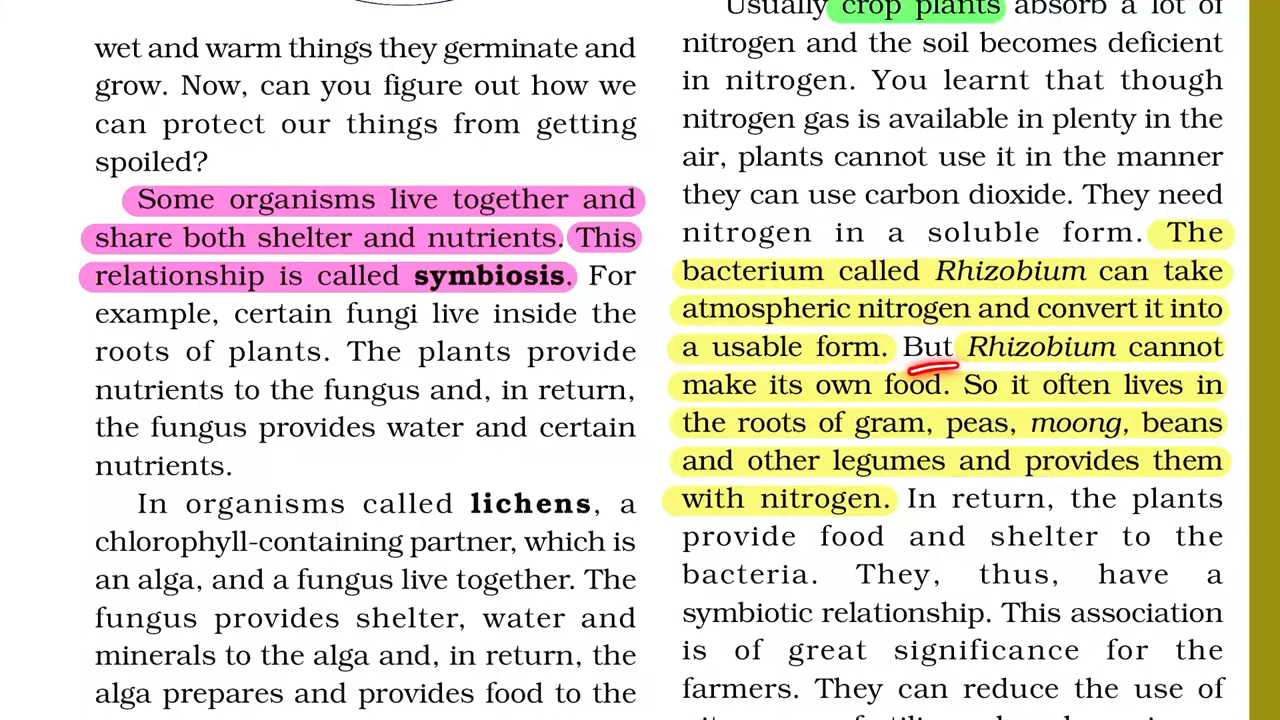 wet and warm things they germinate and
grow. Now, can you figure out how we
can protect our things from getting
spoiled?
Some organisms live together and
share both shelter and nutrients. This
relationship is called symbiosis. For
example, certain fungi live inside the
roots of plants. The plants provide
nutrients to the fungus and, in return,
the fungus provides water and certain
nutrients.
In organisms called lichens, a
chlorophyll-containing partner, which is
an alga, and a fungus live together. The
fungus provides shelter, water and
minerals to the alga and, in return, the
alga prepares and provides food to the
Usually crop plants absorb a lot of
nitrogen and the soil becomes deficient
in nitrogen. You learnt that though
nitrogen gas is available in plenty in the
air, plants cannot use it in the manner
they can use carbon dioxide. They need
nitrogen in a soluble form. The
bacterium called Rhizobium can take
atmospheric nitrogen and convert it into
a usable form. But Rhizobium cannot
make its own food. So it often lives in
the roots of gram, peas, moong, beans
and other legumes and provides them
with nitrogen. In return, the plants
provide food and shelter to the
bacteria. They, thus, have a
symbiotic relationship. This association
is of great significance for the
farmers. They can reduce the use of